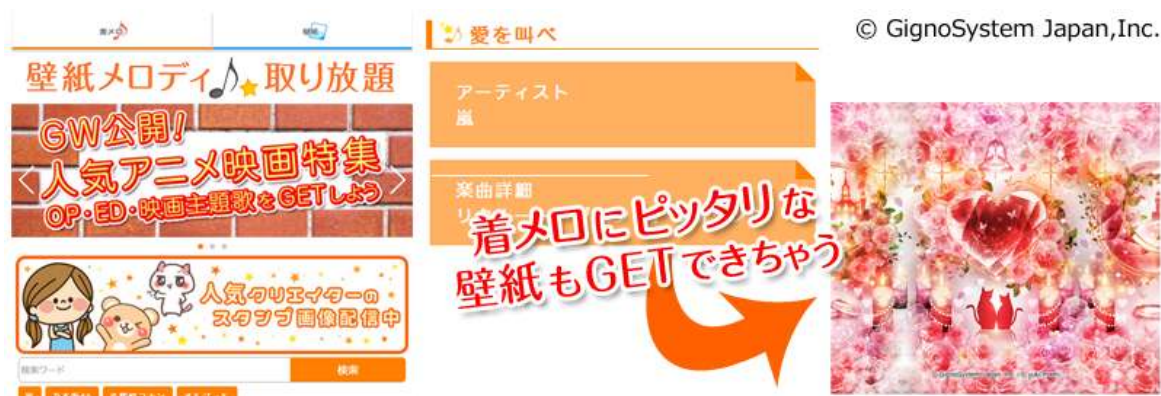 着メロ
壁紙
壁紙メロディ♪★取り放題
GW公開!
人気アニメ映画特集
OP・ED・映画主題歌をGETしよう
人気クリエイターの
スタンプ画像配信中
検索ワード
検索
愛を叫べ
アーティスト
嵐
楽曲詳細
リ
着メロにピッタリな
壁紙もGETできちゃう
© GignoSystem Japan,Inc.